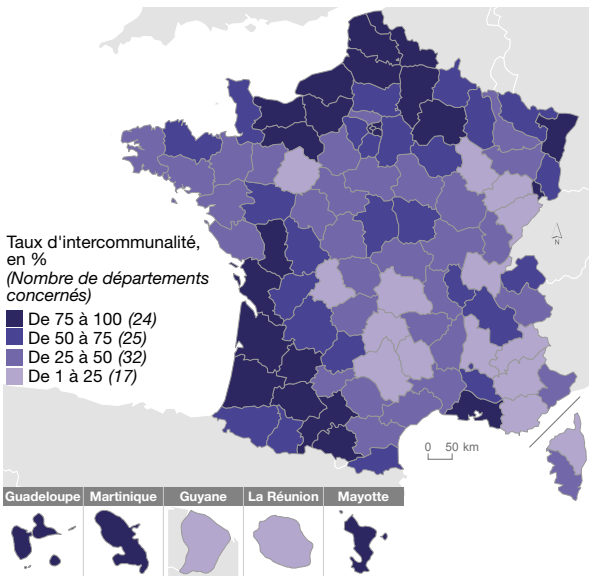 Taux d'intercommunalité,
en %
(Nombre de départements
concernés)
De 75 à 100 (24)
De 50 à 75 (25)
De 25 à 50 (32)
De 1 à 25 (17)
N
0 50 km
Guadeloupe Martinique Guyane La Réunion Mayotte